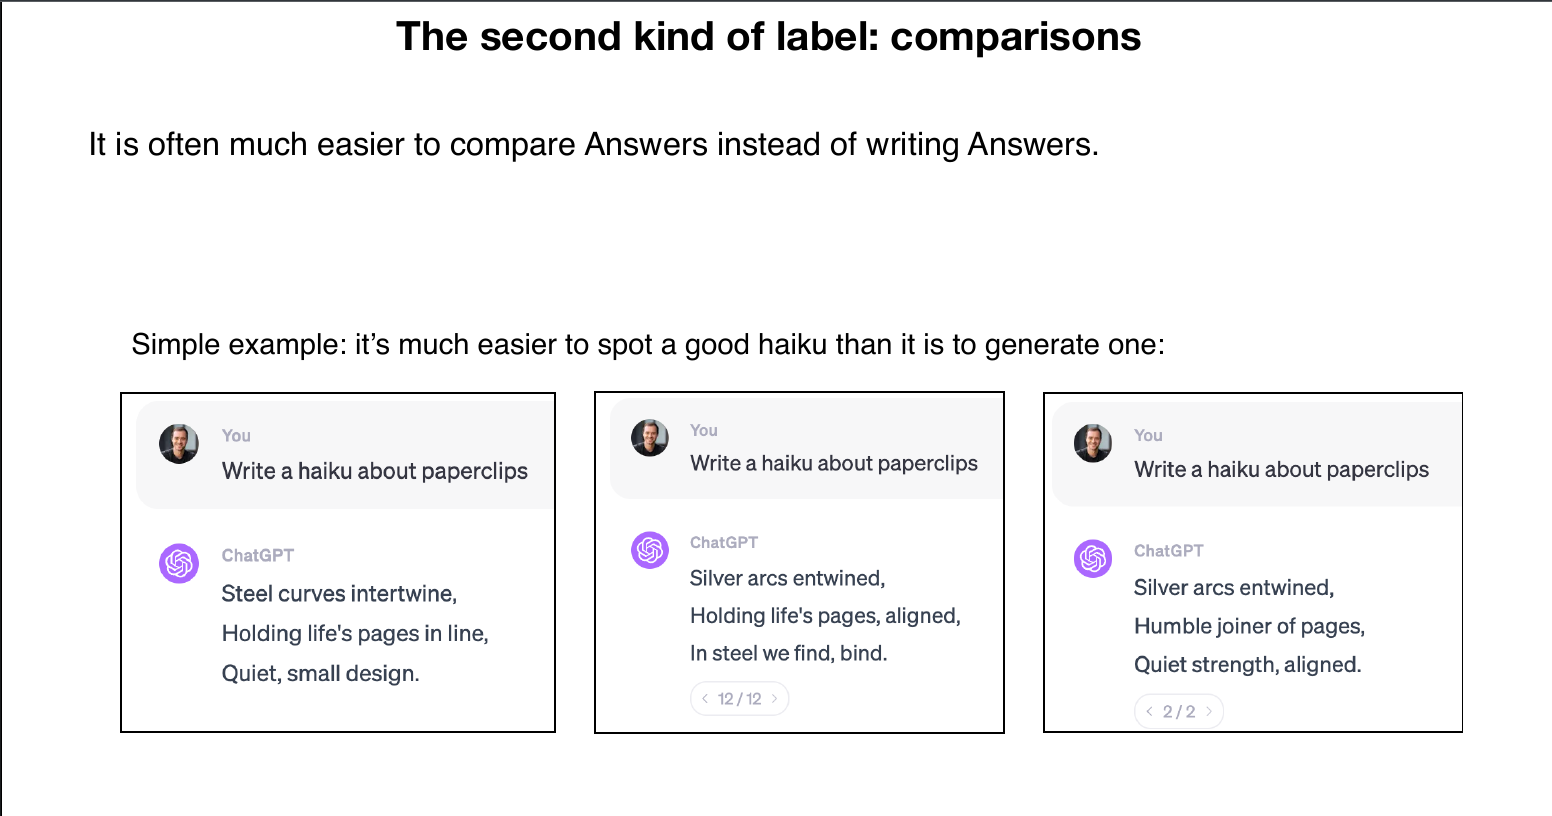 The second kind of label: comparisons
It is often much easier to compare Answers instead of writing Answers.
Simple example: it’s much easier to spot a good haiku than it is to generate one:
You
Write a haiku about paperclips
ChatGPT
Steel curves intertwine,
Holding life's pages in line,
Quiet, small design.
You
Write a haiku about paperclips
ChatGPT
Silver arcs entwined,
Holding life's pages, aligned,
In steel we find, bind.
< 12 / 12 >
You
Write a haiku about paperclips
ChatGPT
Silver arcs entwined,
Humble joiner of pages,
Quiet strength, aligned.
< 2 / 2 >